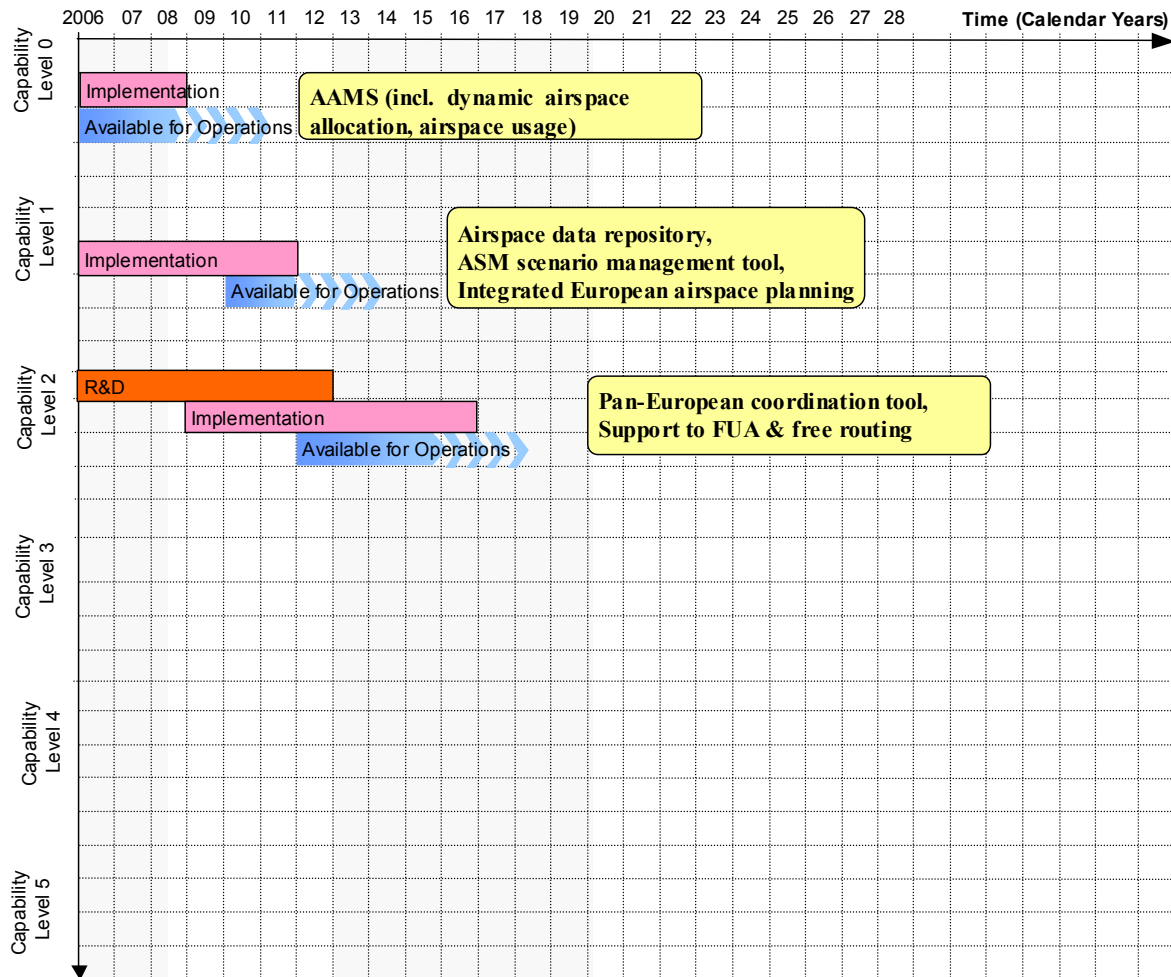 2006 07 08 09 10 11 12 13 14 15 16 17 18 19 20 21 22 23 24 25 26 27 28 Time (Calendar Years)
Capability
Level 0
Implementation
Available for Operations
AAMS (incl. dynamic airspace
allocation, airspace usage)
Capability
Level 1
Implementation
Available for Operations
Airspace data repository,
ASM scenario management tool,
Integrated European airspace planning
Capability
Level 2
R&D
Implementation
Available for Operations
Pan-European coordination tool,
Support to FUA & free routing
Capability
Level 3
Capability
Level 4
Capability
Level 5